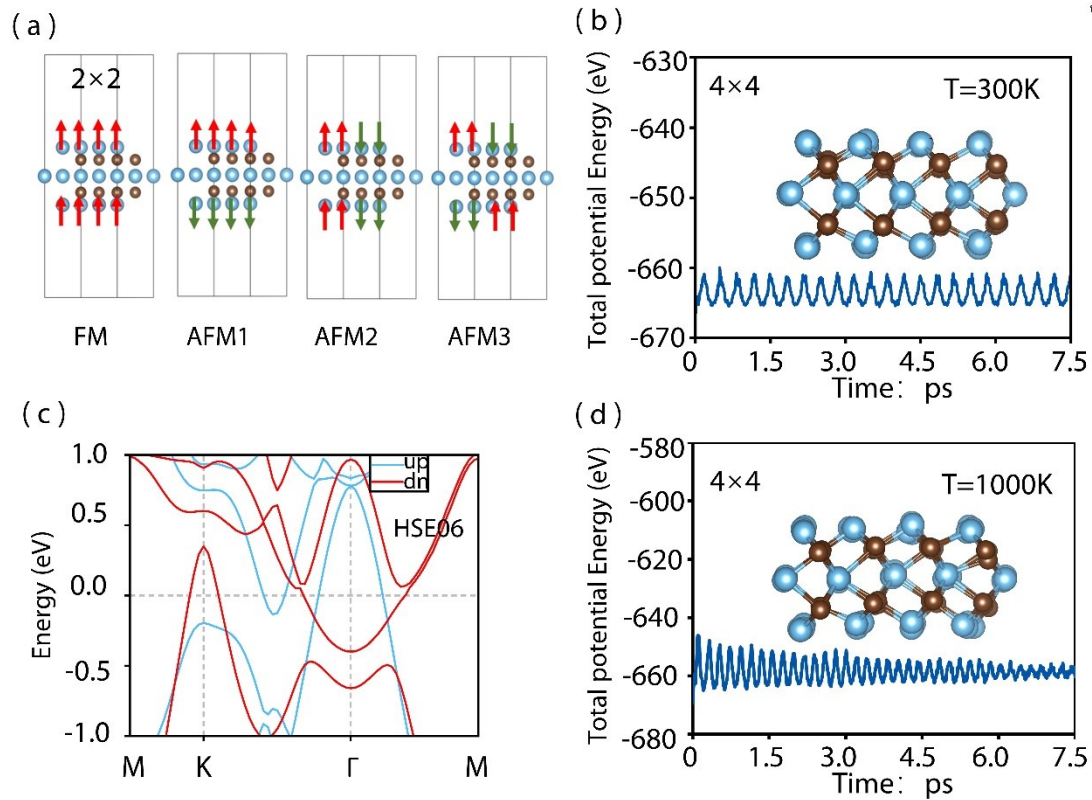 (a)
2×2
FM
AFM1
AFM2
AFM3
(b)
Total potential Energy (eV)
-630
-640
-650
-660
-670
4×4
T=300K
0
1.5
3.0
4.5
6.0
7.5
Time: ps
(c)
Energy (eV)
1.0
0.5
0.0
-0.5
-1.0
up
dn
HSE06
M
K
Γ
M
(d)
Total potential Energy (eV)
-580
-600
-620
-640
-660
-680
4×4
T=1000K
0
1.5
3.0
4.5
6.0
7.5
Time: ps